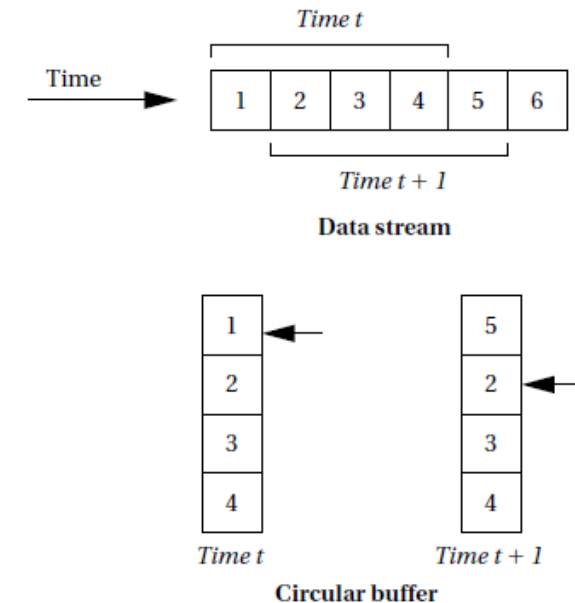 Time t
Time
1 2 3 4 5 6
Time t + 1
Data stream
1 5
2 2
3 3
4 4
Time t Time t + 1
Circular buffer